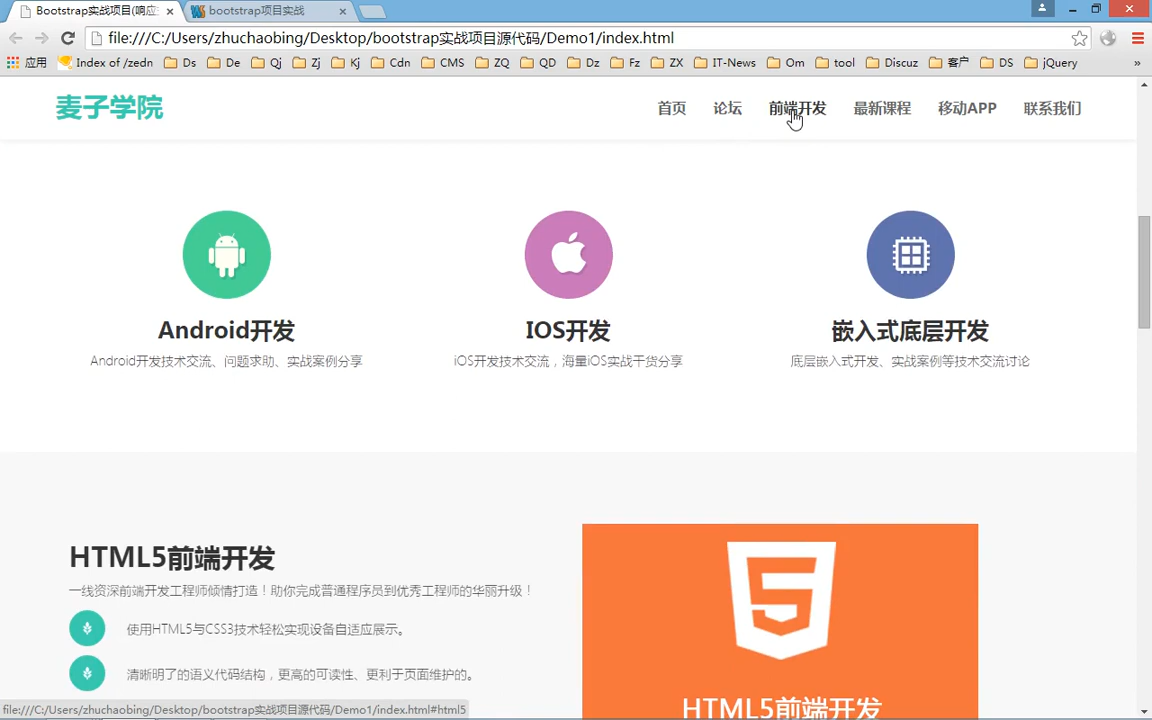 Bootstrap实战项目(响应
bootstrap项目实战
file:///C:/Users/zhuchaobing/Desktop/bootstrap实战项目源代码/Demo1/index.html
应用 Index of /zedn Ds De Qj Zj Kj Cdn CMS ZQ QD Dz Fz ZX IT-News Om tool Discuz 客户 DS jQuery »
麦子学院 首页 论坛 前端开发 最新课程 移动APP 联系我们
Android开发 IOS开发 嵌入式底层开发
Android开发技术交流、问题求助、实战案例分享 iOS开发技术交流，海量iOS实战干货分享 底层嵌入式开发、实战案例等技术交流讨论
HTML5前端开发
一线资深前端开发工程师倾情打造！助你完成普通程序员到优秀工程师的华丽升级！
使用HTML5与CSS3技术轻松实现设备自适应展示。
清晰明了的语义代码结构，更高的可读性、更利于页面维护的。
HTML5前端开发
file:///C:/Users/zhuchaobing/Desktop/bootstrap实战项目源代码/Demo1/index.html#html5